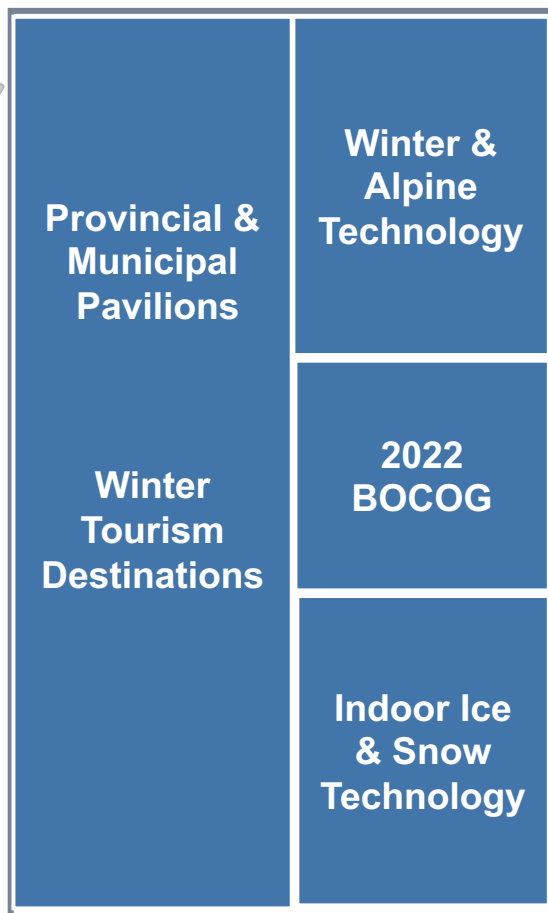 Provincial &
Municipal
Pavilions
Winter
Tourism
Destinations
Winter &
Alpine
Technology
2022
BOCOG
Indoor Ice
& Snow
Technology